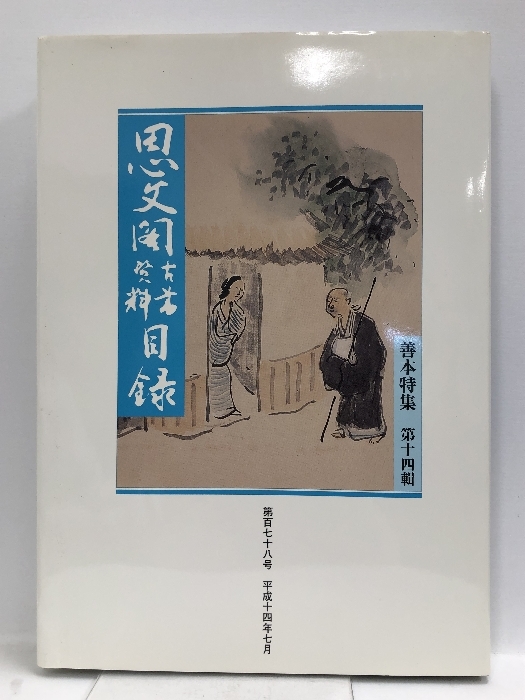 思文閣古書資料目録
善本特集 第十四輯
第百七十八号 平成十四年七月